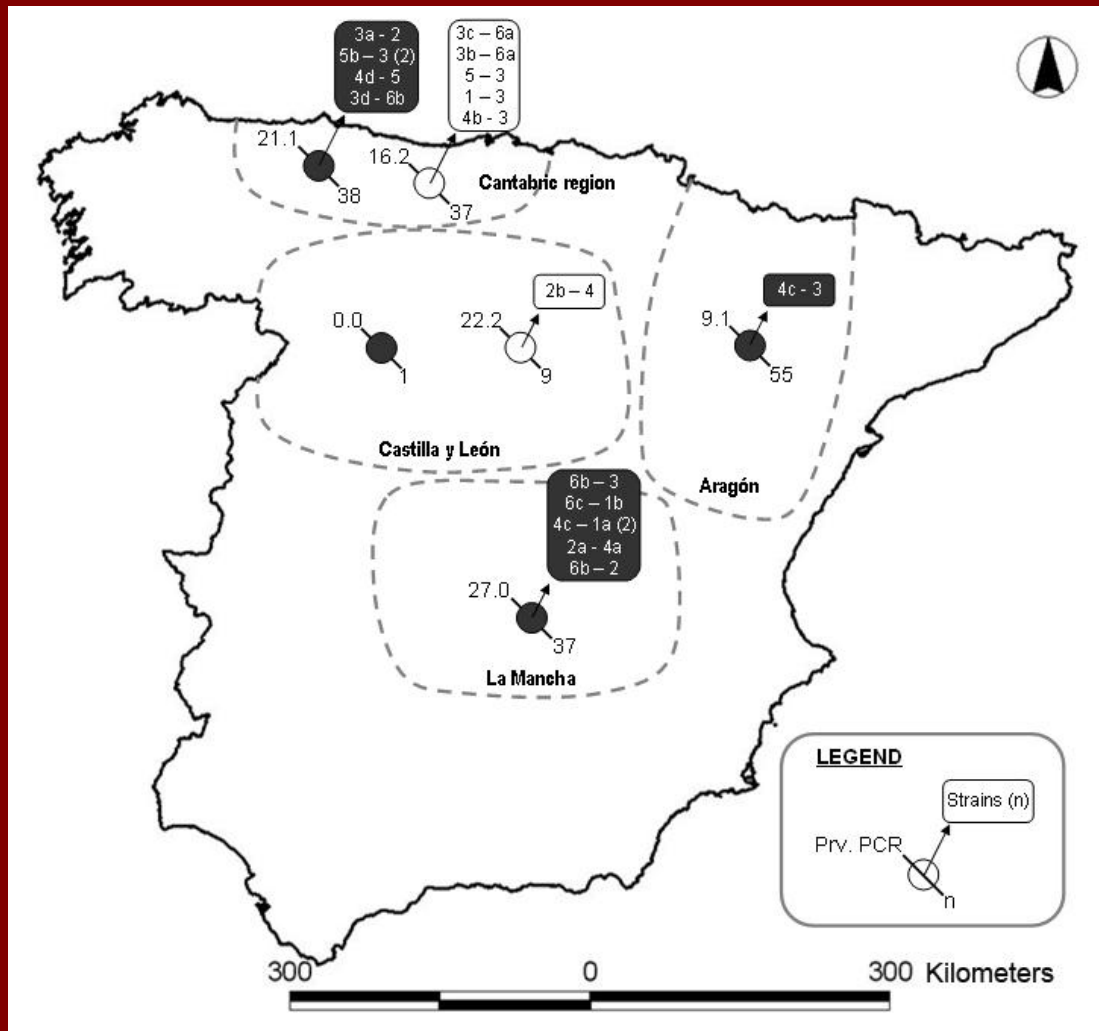 3a - 2
5b – 3 (2)
4d - 5
3d - 6b
3c – 6a
3b – 6a
5 - 3
1 – 3
4b - 3
21.1
38
16.2
37
Cantabric region
0.0
1
22.2
9
2b – 4
Castilla y León
9.1
55
4c - 3
Aragón
6b – 3
6c – 1b
4c – 1a (2)
2a - 4a
6b – 2
27.0
37
La Mancha
LEGEND
Strains (n)
Prv. PCR
n
300 0 300 Kilometers